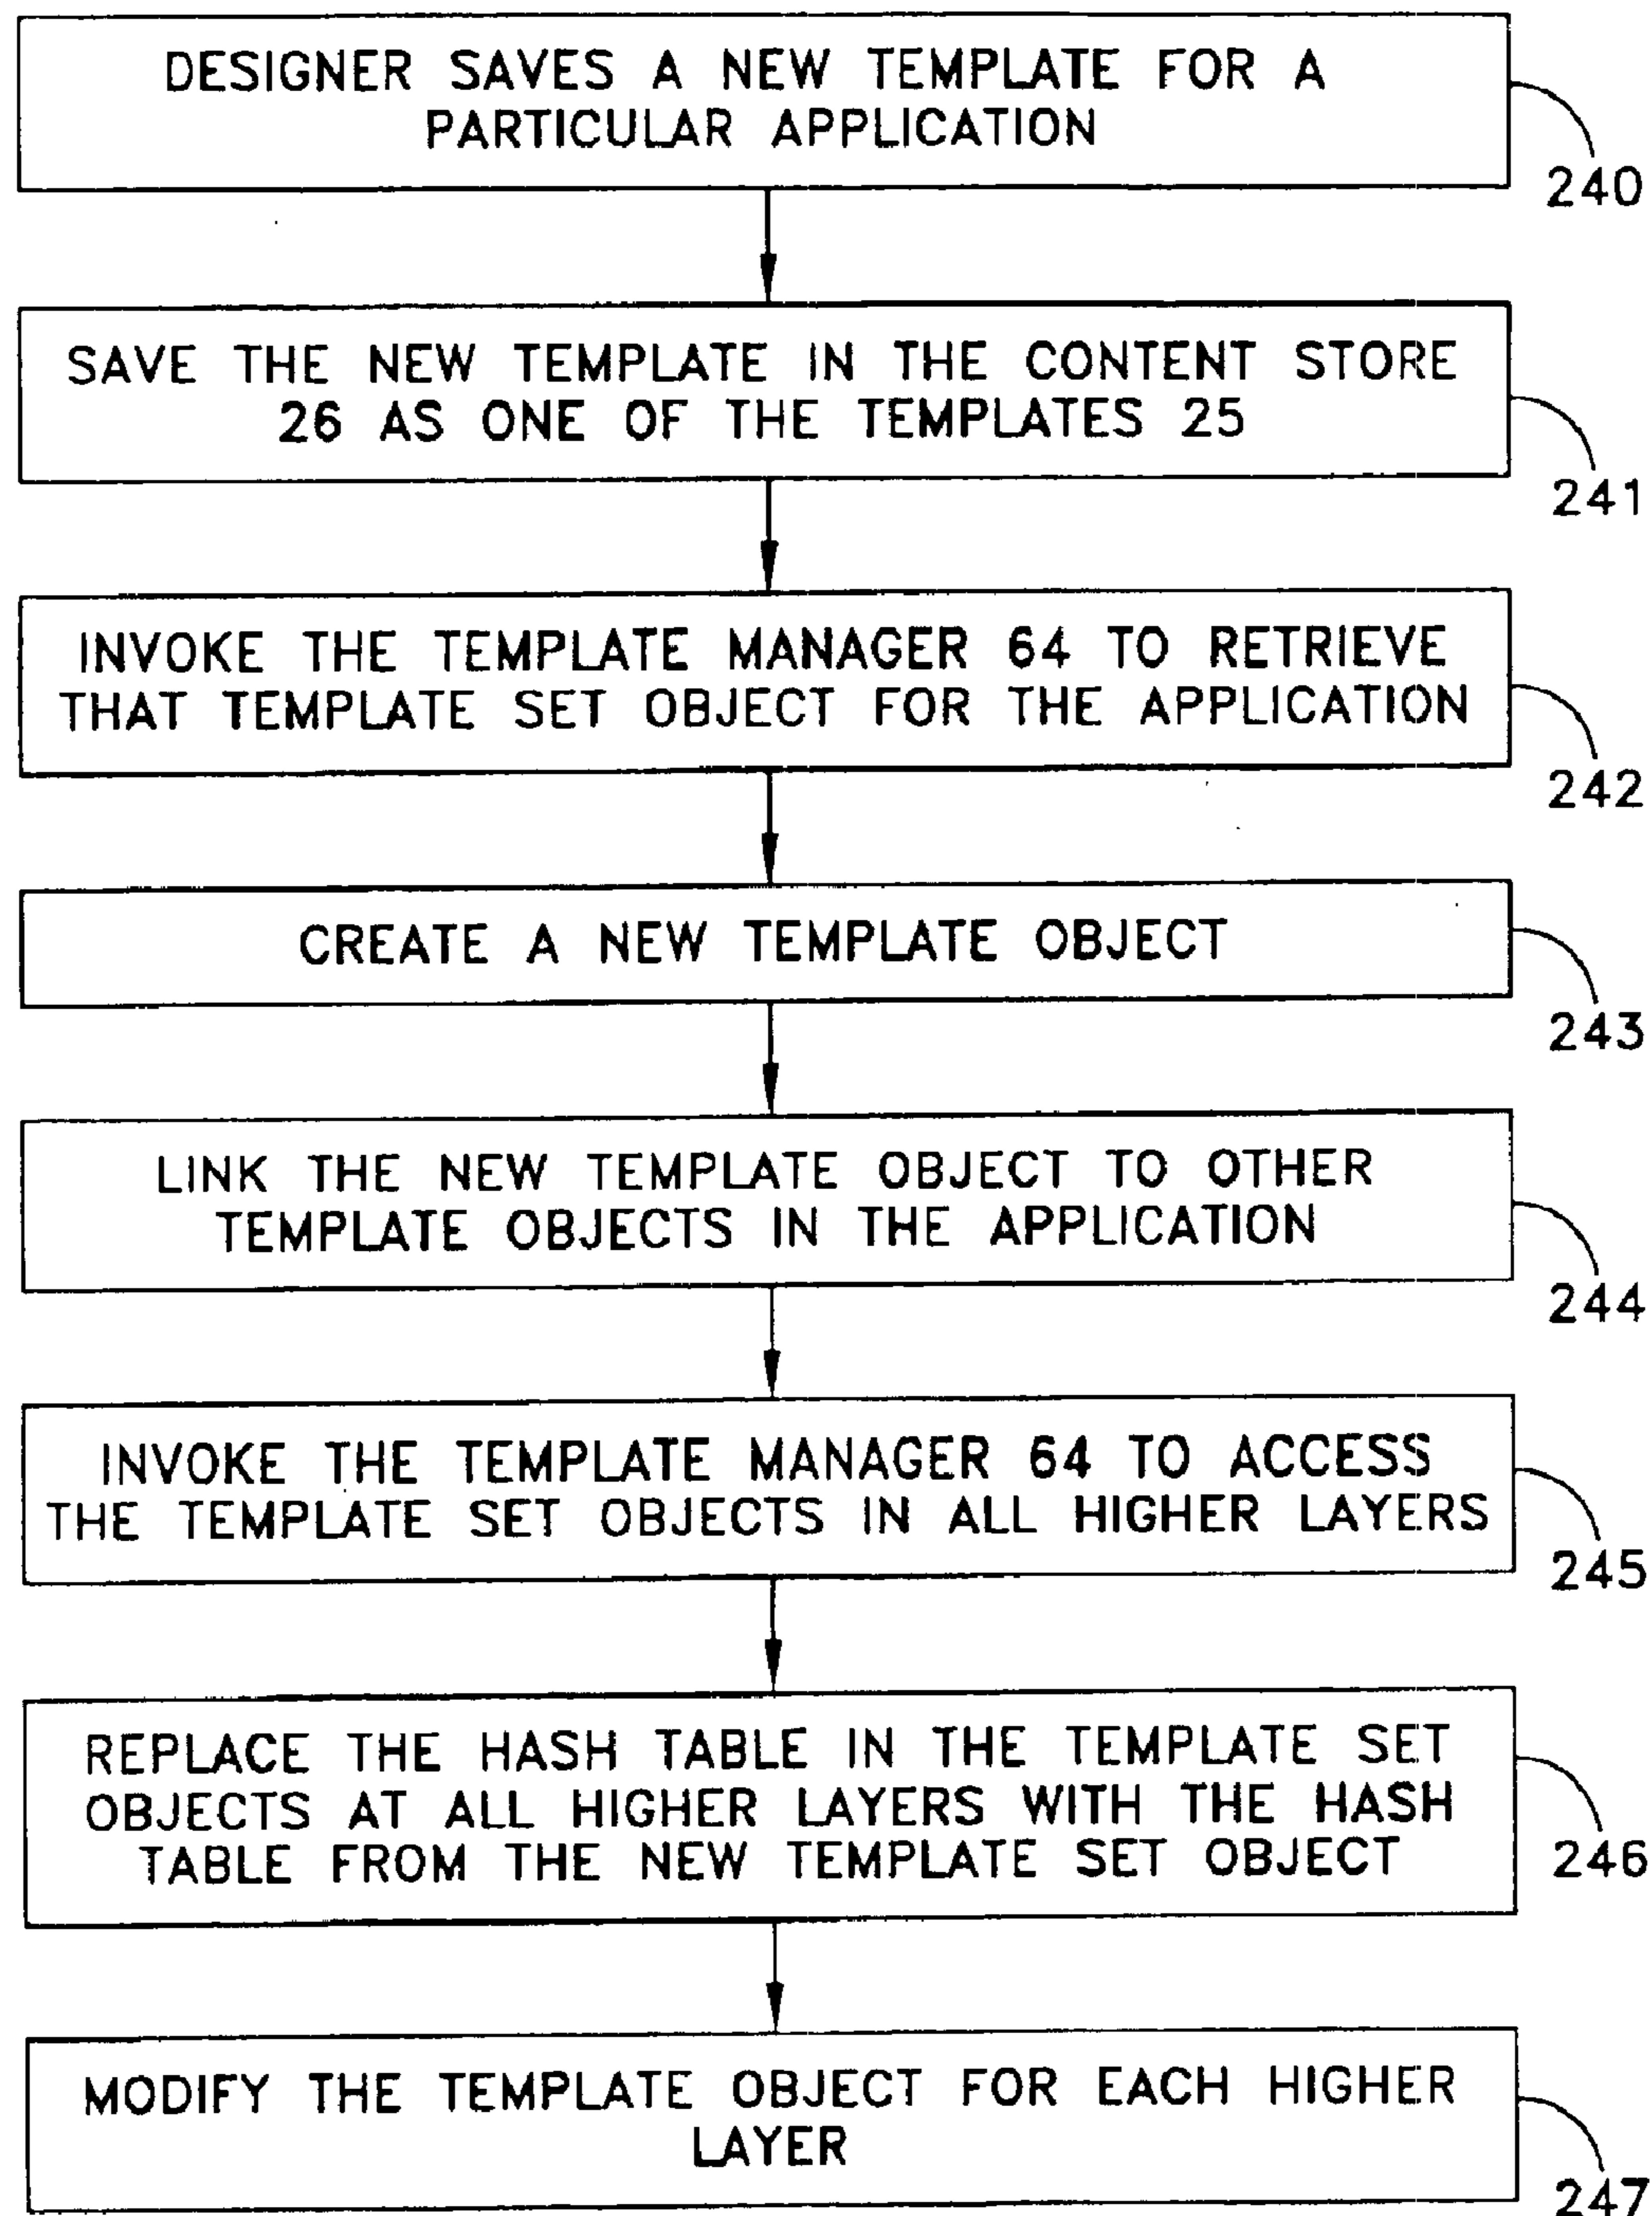 DESIGNER SAVES A NEW TEMPLATE FOR A
PARTICULAR APPLICATION
240
SAVE THE NEW TEMPLATE IN THE CONTENT STORE
26 AS ONE OF THE TEMPLATES 25
241
INVOKE THE TEMPLATE MANAGER 64 TO RETRIEVE
THAT TEMPLATE SET OBJECT FOR THE APPLICATION
242
CREATE A NEW TEMPLATE OBJECT
243
LINK THE NEW TEMPLATE OBJECT TO OTHER
TEMPLATE OBJECTS IN THE APPLICATION
244
INVOKE THE TEMPLATE MANAGER 64 TO ACCESS
THE TEMPLATE SET OBJECTS IN ALL HIGHER LAYERS
245
REPLACE THE HASH TABLE IN THE TEMPLATE SET
OBJECTS AT ALL HIGHER LAYERS WITH THE HASH
TABLE FROM THE NEW TEMPLATE SET OBJECT
246
MODIFY THE TEMPLATE OBJECT FOR EACH HIGHER
LAYER
247